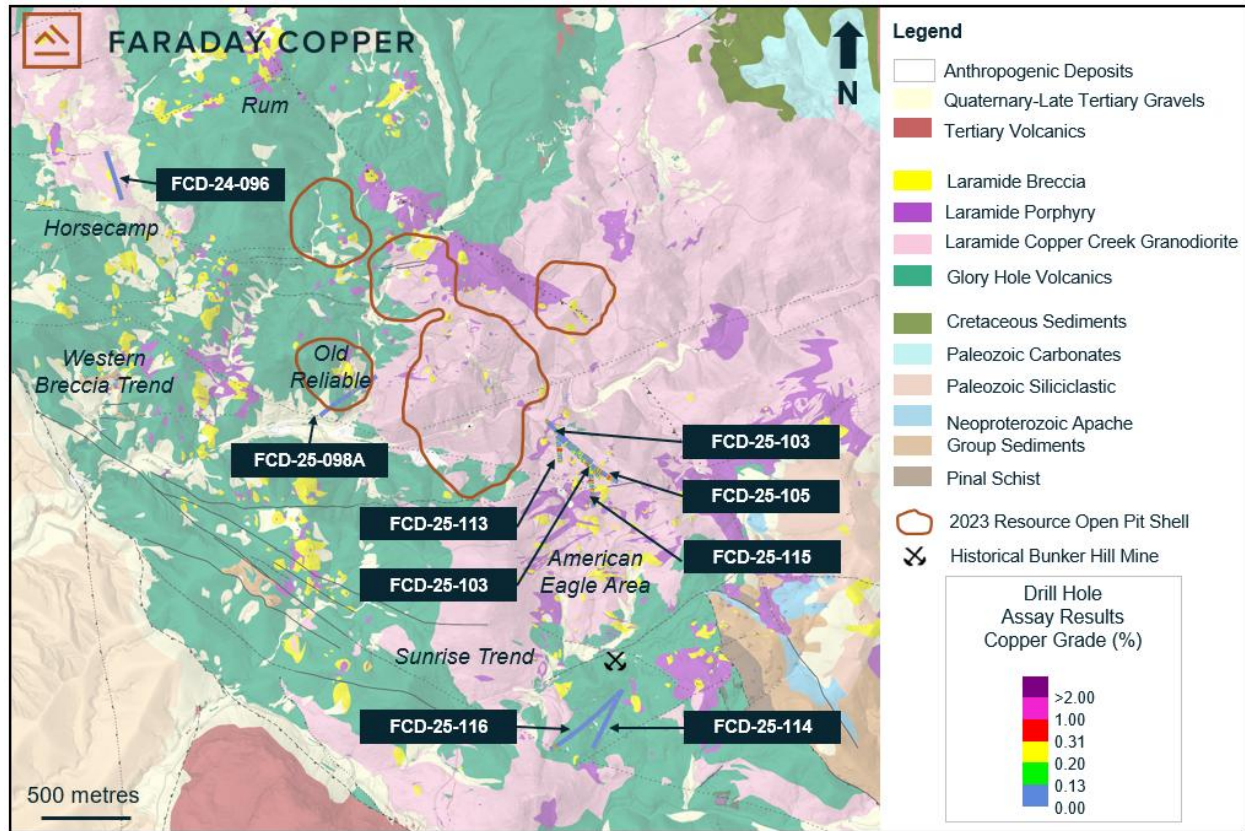 FARADAY COPPER
N
Rum
FCD-24-096
Horsecamp
Western
Breccia Trend
Old
Reliable
FCD-25-098A
FCD-25-103
FCD-25-105
FCD-25-113
FCD-25-115
FCD-25-103
American
Eagle Area
Sunrise Trend
FCD-25-116
FCD-25-114
500 metres
Legend
Anthropogenic Deposits
Quaternary-Late Tertiary Gravels
Tertiary Volcanics
Laramide Breccia
Laramide Porphyry
Laramide Copper Creek Granodiorite
Glory Hole Volcanics
Cretaceous Sediments
Paleozoic Carbonates
Paleozoic Siliciclastic
Neoproterozoic Apache
Group Sediments
Pinal Schist
2023 Resource Open Pit Shell
Historical Bunker Hill Mine
Drill Hole
Assay Results
Copper Grade (%)
>2.00
1.00
0.31
0.20
0.13
0.00